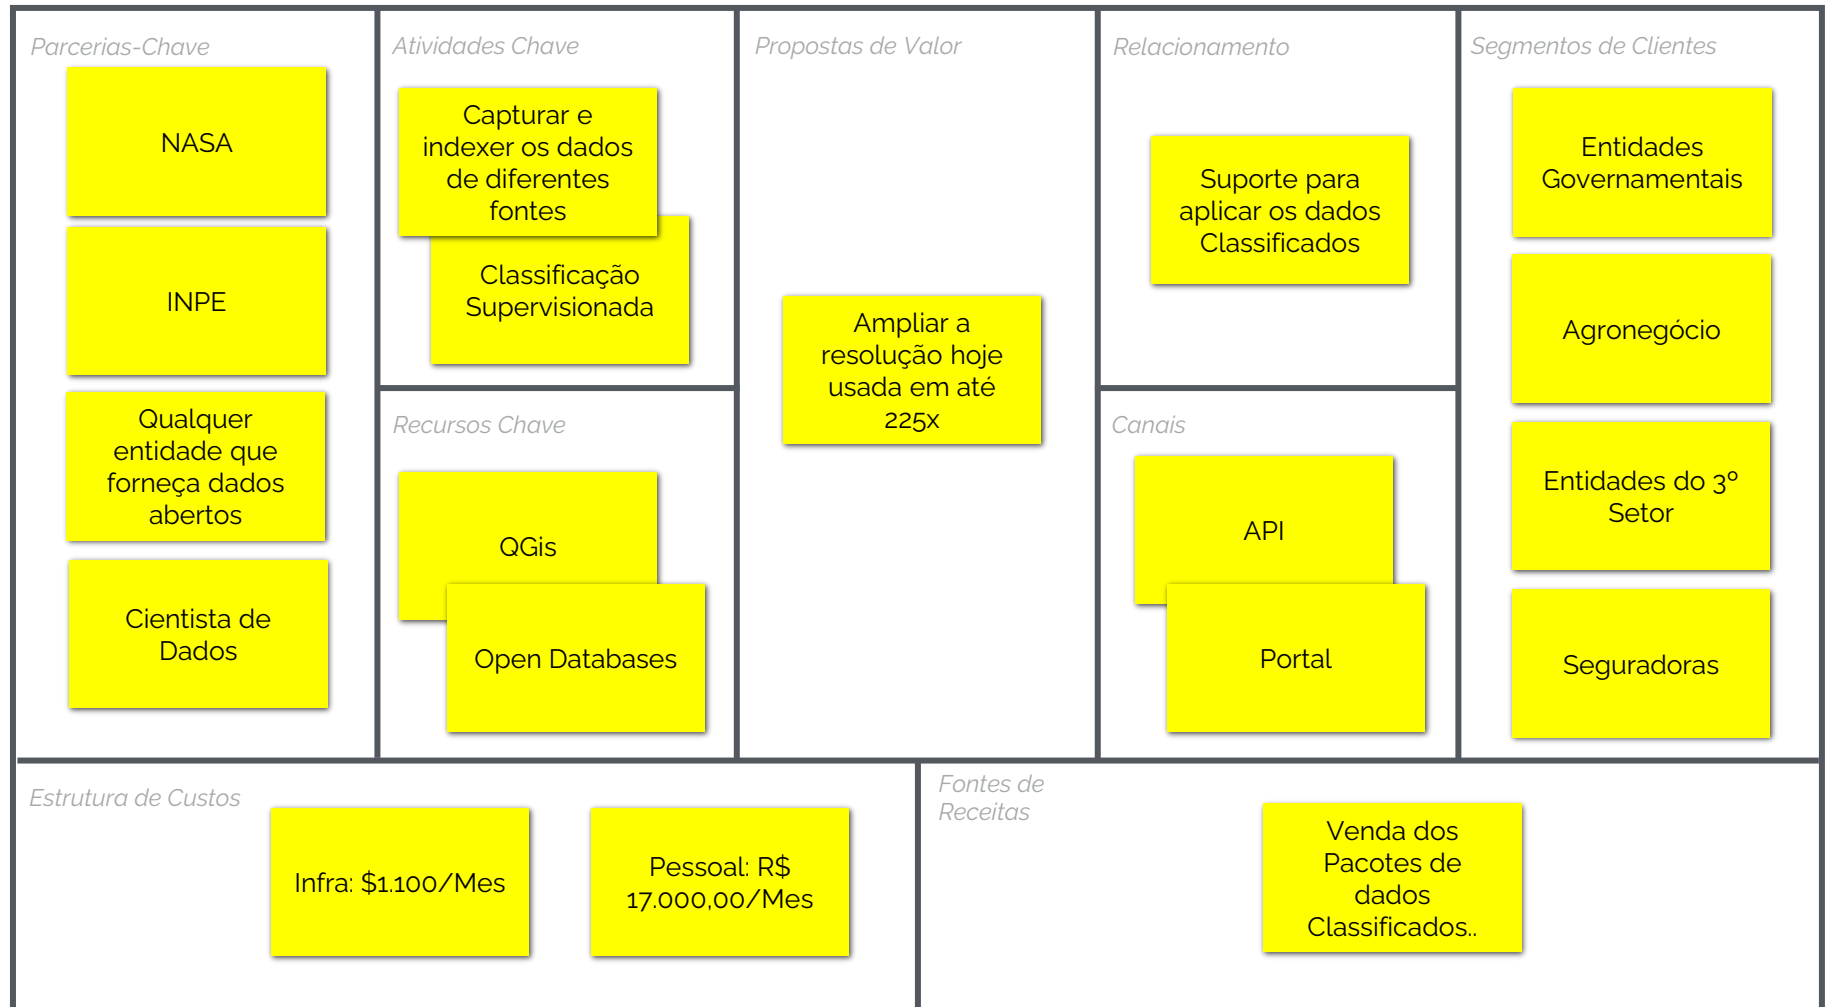 Parcerias-Chave
NASA
INPE
Qualquer
entidade que
forneça dados
abertos
Cientista de
Dados
Atividades Chave
Capturar e
indexer os dados
de diferentes
fontes
Classificação
Supervisionada
Recursos Chave
QGis
Open Databases
Propostas de Valor
Ampliar a
resolução hoje
usada em até
225x
Relacionamento
Suporte para
aplicar os dados
Classificados
Canais
API
Portal
Segmentos de Clientes
Entidades
Governamentais
Agronegócio
Entidades do 3º
Setor
Seguradoras
Estrutura de Custos
Infra: $1.100/Mes
Pessoal: R$
17.000,00/Mes
Fontes de
Receitas
Venda dos
Pacotes de
dados
Classificados..